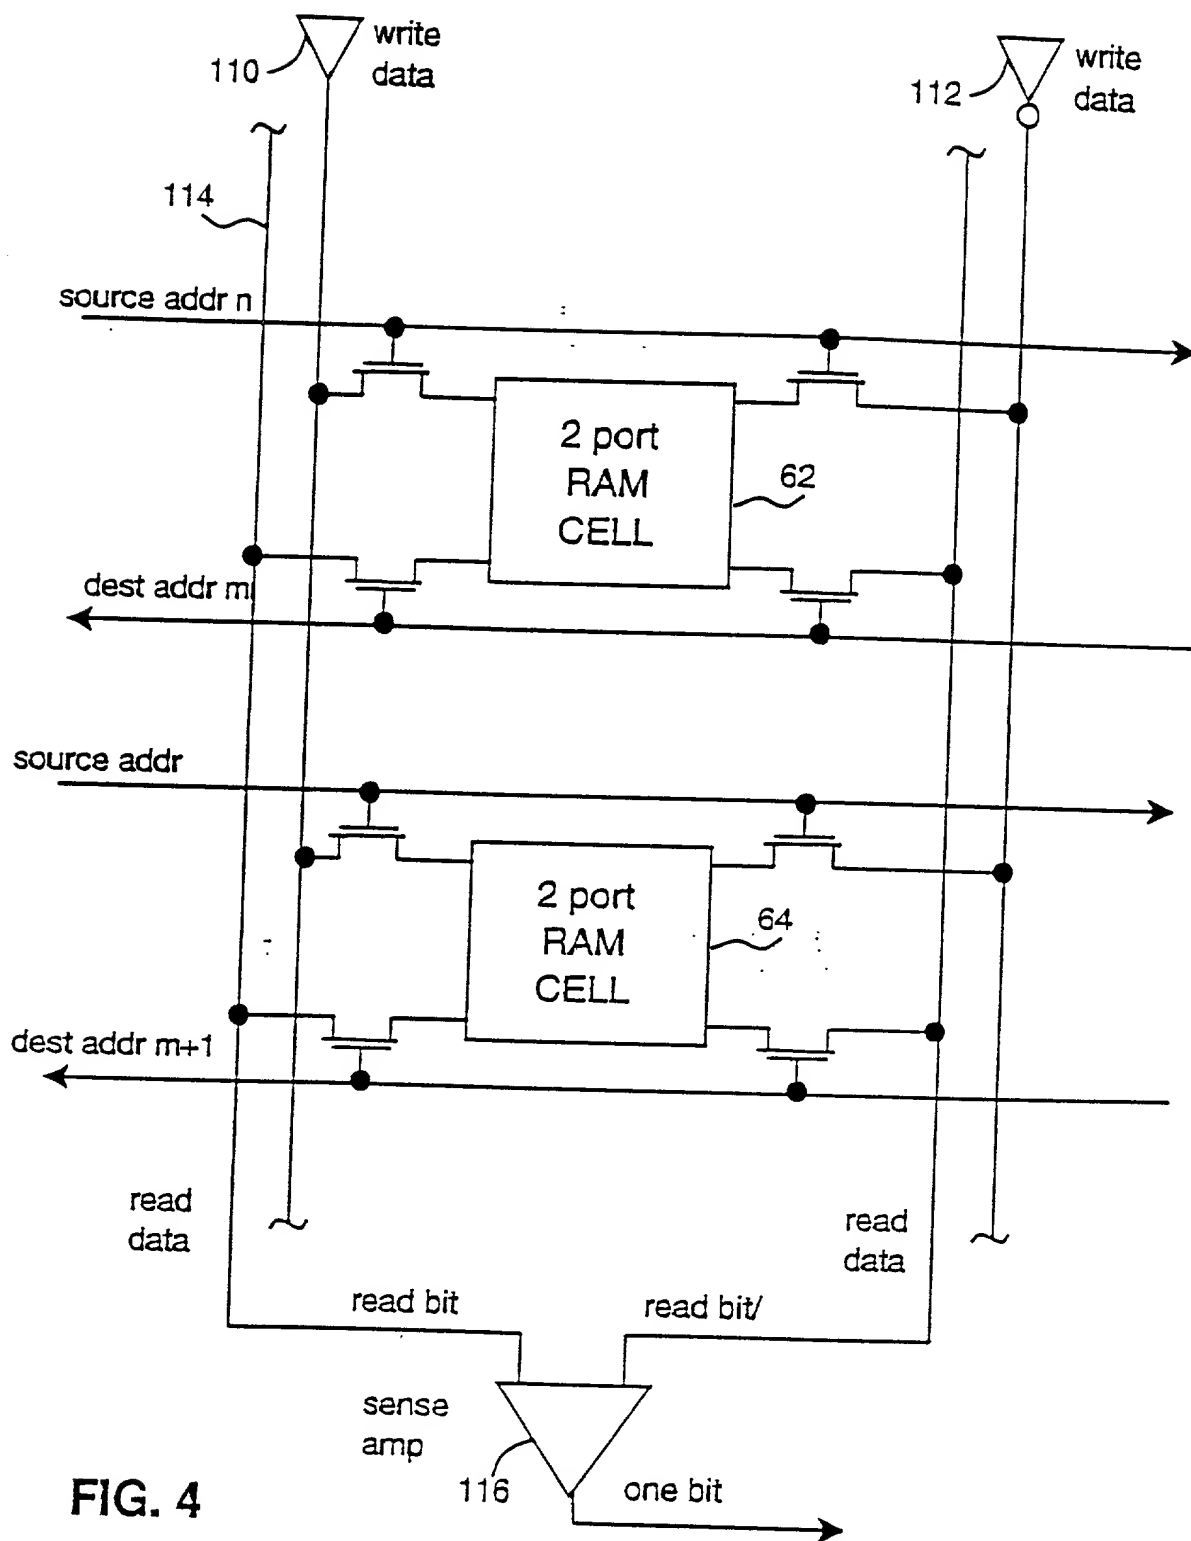 write
data
110
write
data
112
114
source addr n
2 port
RAM
CELL
62
dest addr m
source addr
2 port
RAM
CELL
64
dest addr m+1
read
data
read
data
read bit
read bit/
sense
amp
116
one bit
FIG. 4